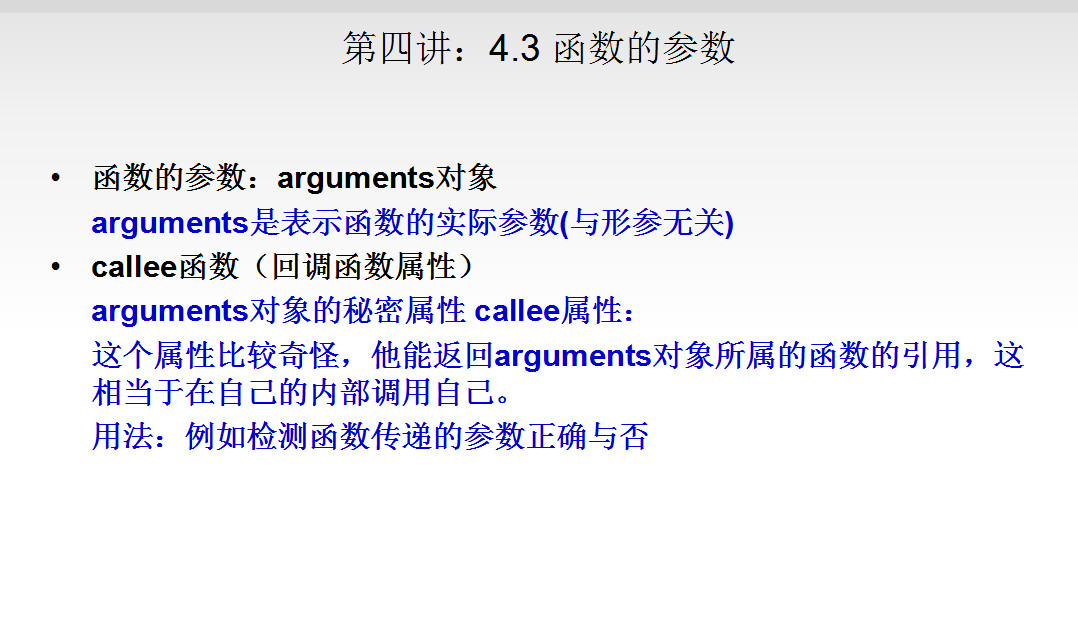 第四讲：4.3 函数的参数
• 函数的参数：arguments对象
arguments是表示函数的实际参数(与形参无关)
• callee函数（回调函数属性）
arguments对象的秘密属性 callee属性：
这个属性比较奇怪，他能返回arguments对象所属的函数的引用，这
相当于在自己的内部调用自己。
用法：例如检测函数传递的参数正确与否